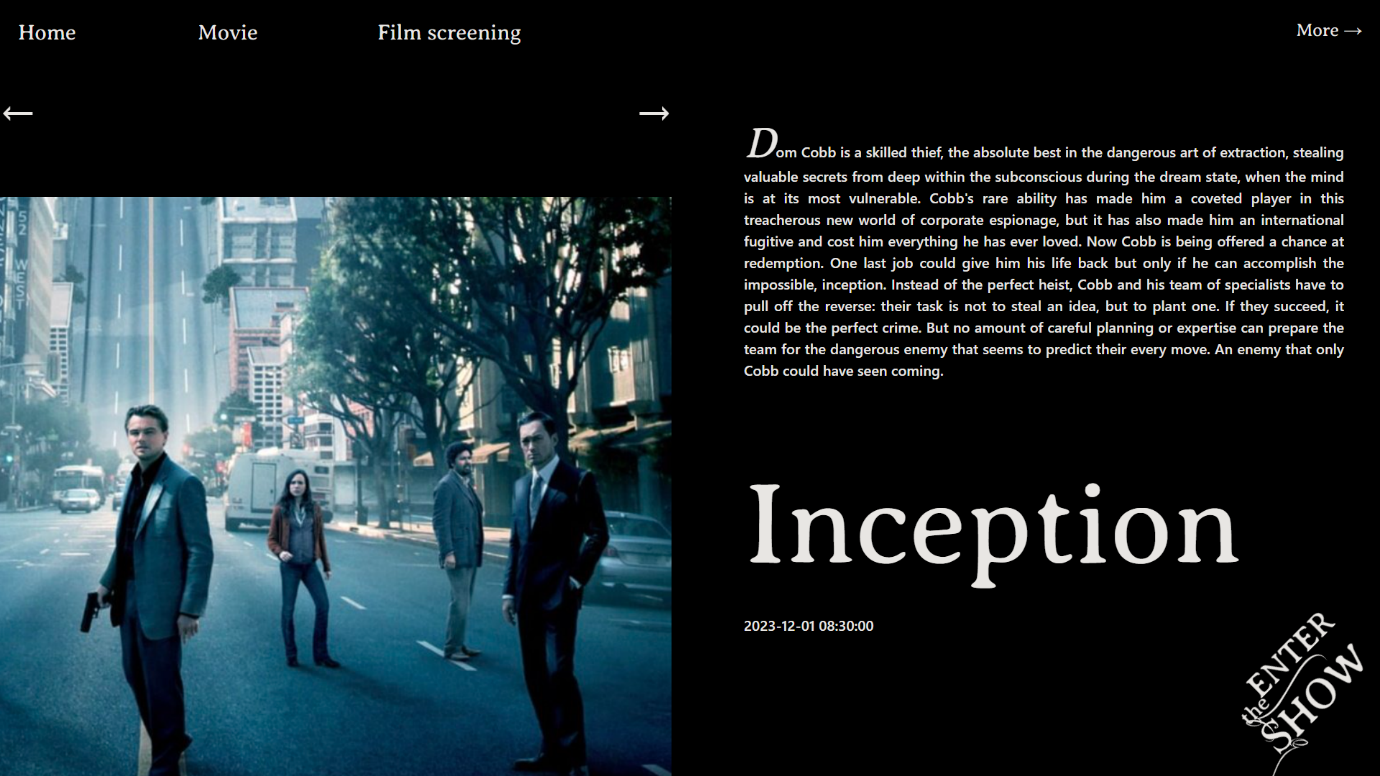 Home Movie Film screening More →
← →
Dom Cobb is a skilled thief, the absolute best in the dangerous art of extraction, stealing
valuable secrets from deep within the subconscious during the dream state, when the mind
is at its most vulnerable. Cobb's rare ability has made him a coveted player in this
treacherous new world of corporate espionage, but it has also made him an international
fugitive and cost him everything he has ever loved. Now Cobb is being offered a chance at
redemption. One last job could give him his life back but only if he can accomplish the
impossible, inception. Instead of the perfect heist, Cobb and his team of specialists have to
pull off the reverse: their task is not to steal an idea, but to plant one. If they succeed, it
could be the perfect crime. But no amount of careful planning or expertise can prepare the
team for the dangerous enemy that seems to predict their every move. An enemy that only
Cobb could have seen coming.
Inception
2023-12-01 08:30:00
ENTER
the
SHOW
WEST